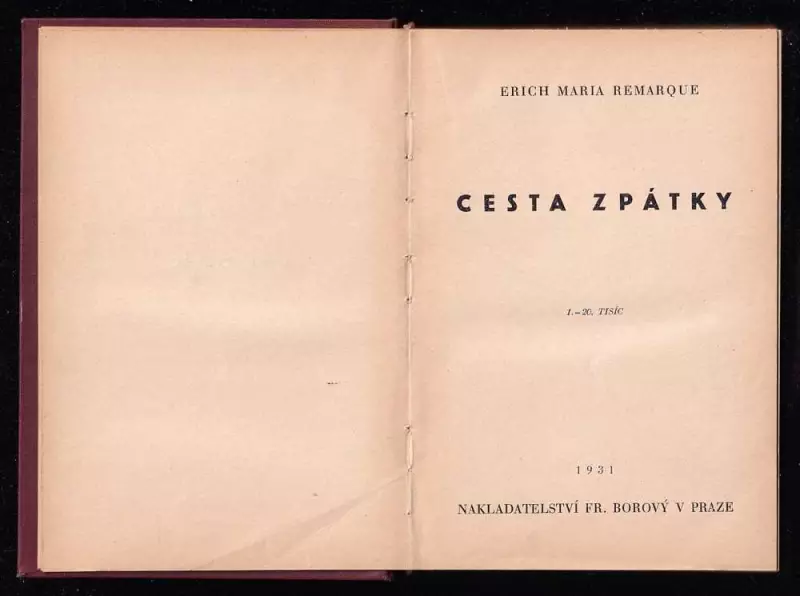 ERICH MARIA REMARQUE
CESTA ZPÁTKY
1.–20. TISÍC
1931
NAKLADATELSTVÍ FR. BOROVÝ V PRAZE